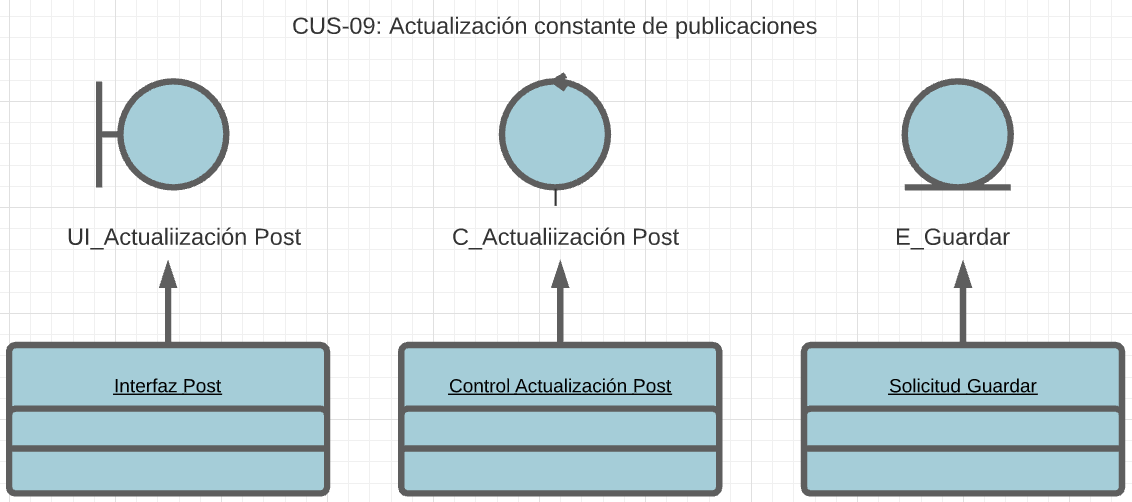 CUS-09: Actualización constante de publicaciones
UI_Actualiización Post
C_Actualiización Post
E_Guardar
Interfaz Post
Control Actualización Post
Solicitud Guardar